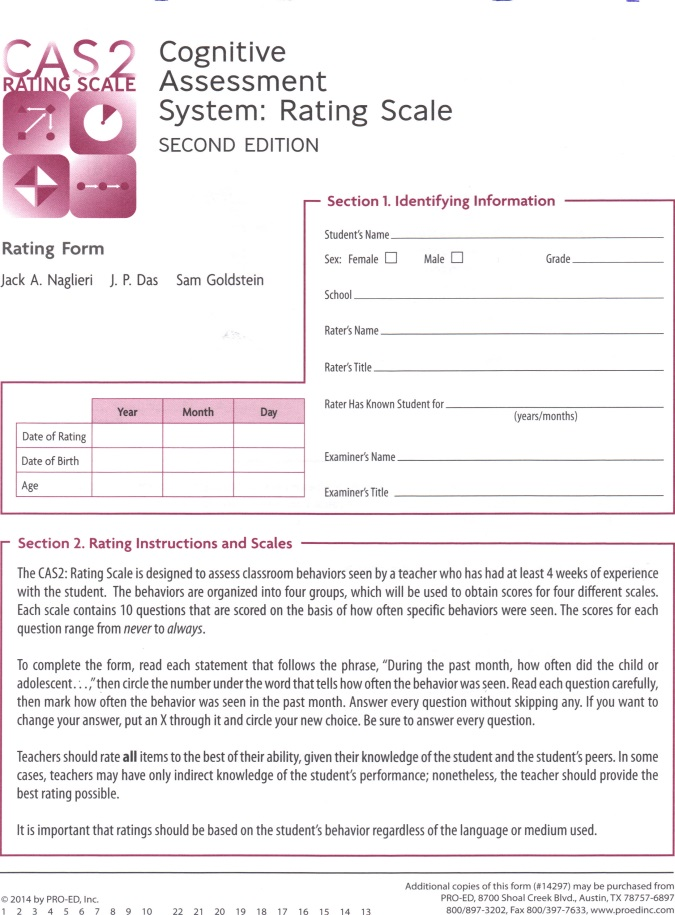 CAS2
RATING SCALE
Cognitive
Assessment
System: Rating Scale
SECOND EDITION
Rating Form
Jack A. Naglieri J. P. Das Sam Goldstein
Year Month Day
Date of Rating
Date of Birth
Age
Section 1. Identifying Information
Student's Name
Sex: Female Male Grade
School
Rater's Name
Rater's Title
Rater Has Known Student for
(years/months)
Examiner's Name
Examiner's Title
Section 2. Rating Instructions and Scales
The CAS2: Rating Scale is designed to assess classroom behaviors seen by a teacher who has had at least 4 weeks of experience
with the student. The behaviors are organized into four groups, which will be used to obtain scores for four different scales.
Each scale contains 10 questions that are scored on the basis of how often specific behaviors were seen. The scores for each
question range from never to always.
To complete the form, read each statement that follows the phrase, “During the past month, how often did the child or
adolescent . . . ,” then circle the number under the word that tells how often the behavior was seen. Read each question carefully,
then mark how often the behavior was seen in the past month. Answer every question without skipping any. If you want to
change your answer, put an X through it and circle your new choice. Be sure to answer every question.
Teachers should rate all items to the best of their ability, given their knowledge of the student and the student's peers. In some
cases, teachers may have only indirect knowledge of the student's performance; nonetheless, the teacher should provide the
best rating possible.
It is important that ratings should be based on the student's behavior regardless of the language or medium used.
© 2014 by PRO-ED, Inc.
1 2 3 4 5 6 7 8 9 10 22 21 20 19 18 17 16 15 14 13
Additional copies of this form (#14297) may be purchased from
PRO-ED, 8700 Shoal Creek Blvd., Austin, TX 78757-6897
800/897-3202, Fax 800/397-7633, www.proedinc.com